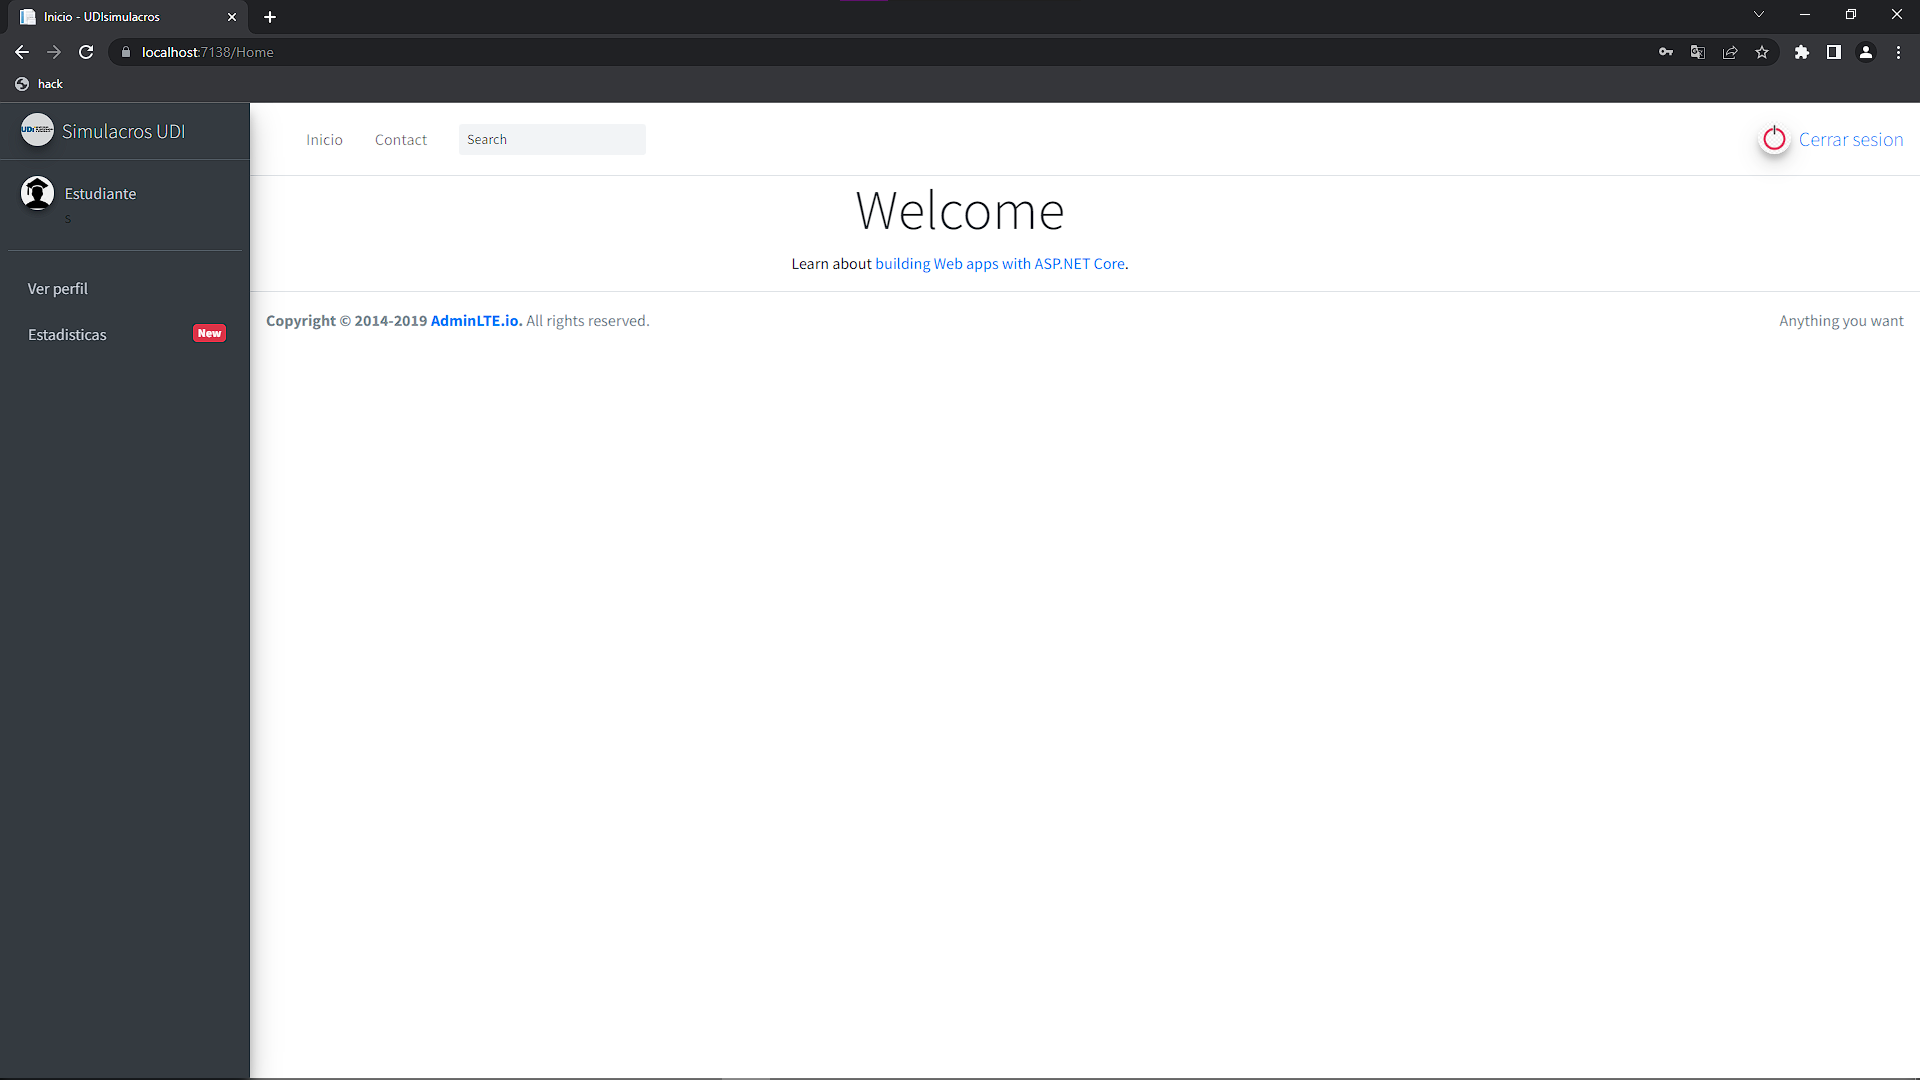 Inicio - UDIsimulacros
localhost:7138/Home
hack
Simulacros UDI
Inicio
Contact
Search
Cerrar sesion
Estudiante
s
Ver perfil
Estadisticas
New
Welcome
Learn about building Web apps with ASP.NET Core.
Copyright © 2014-2019 AdminLTE.io. All rights reserved.
Anything you want